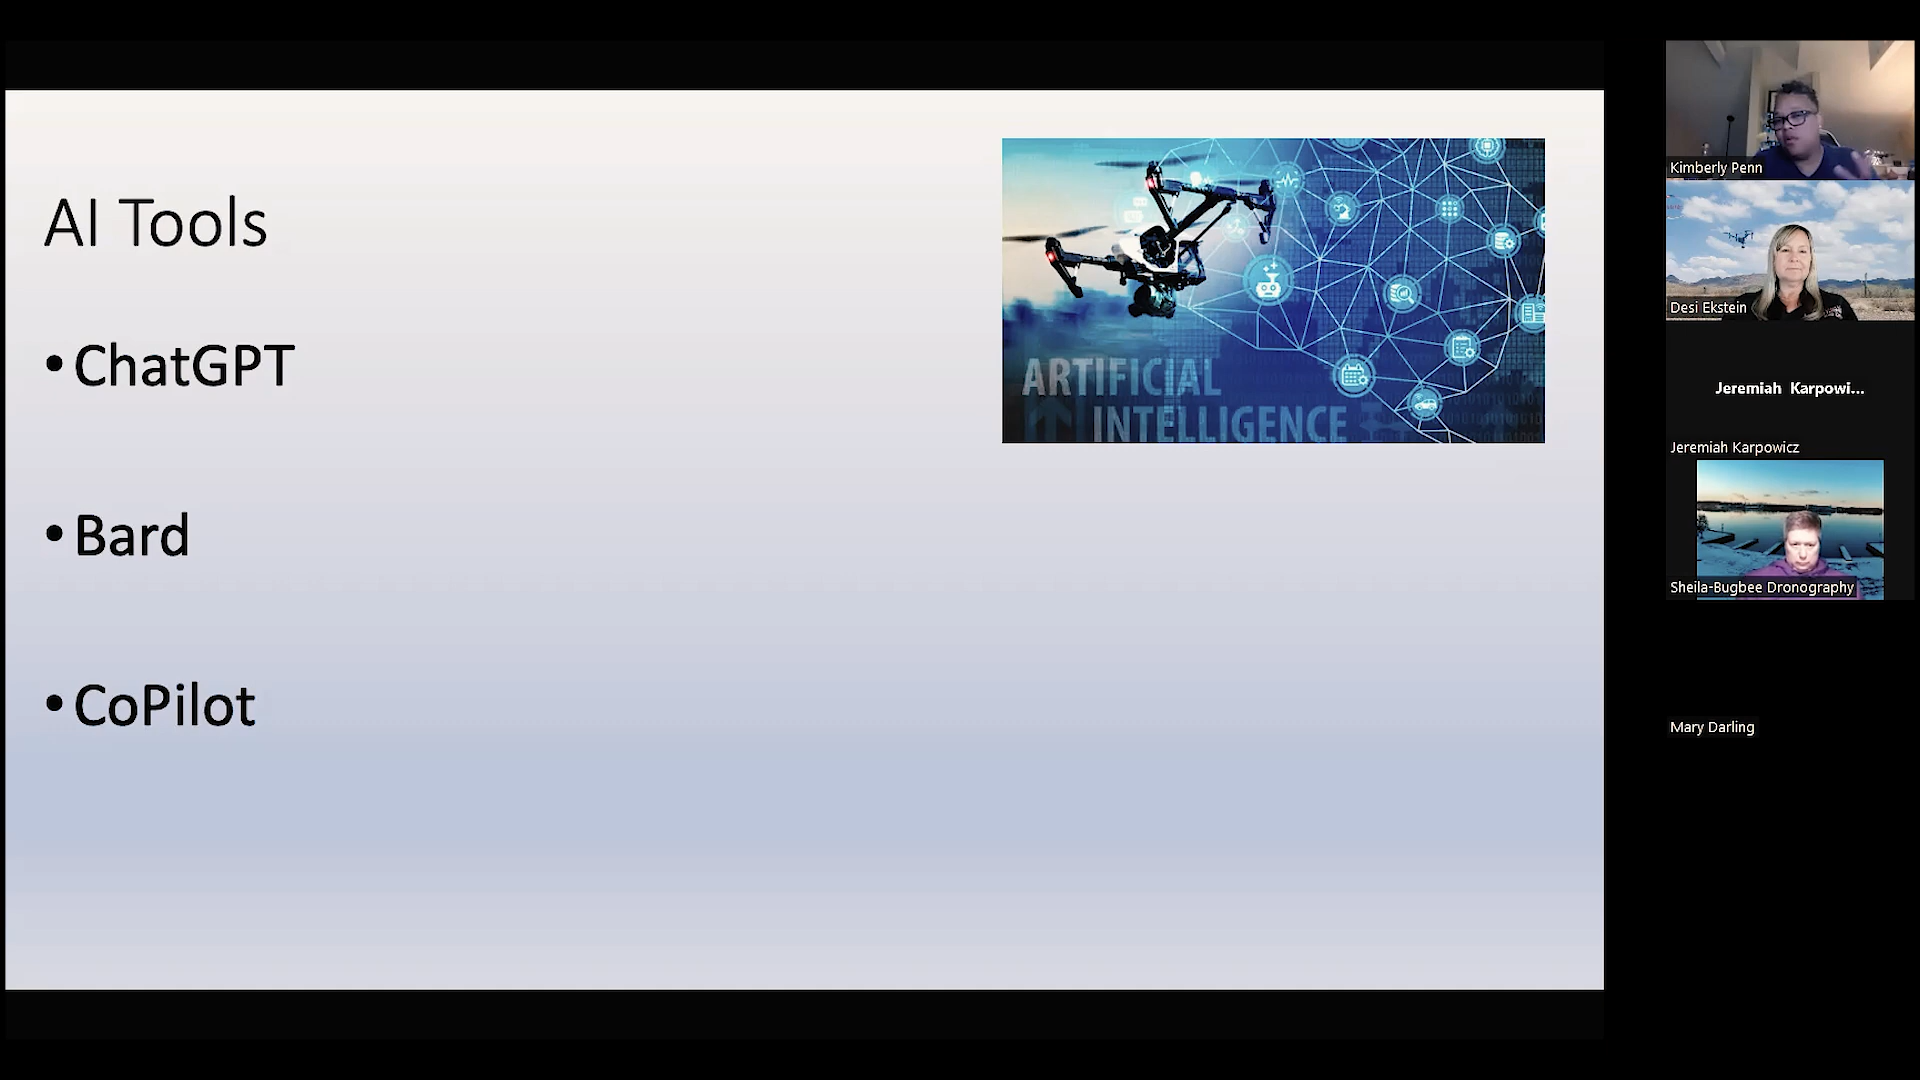 AI Tools
• ChatGPT
• Bard
• CoPilot
ARTIFICIAL
INTELLIGENCE
Kimberly Penn
Desi Ekstein
Jeremiah Karpowi...
Jeremiah Karpowicz
Sheila-Bugbee Dronography
Mary Darling